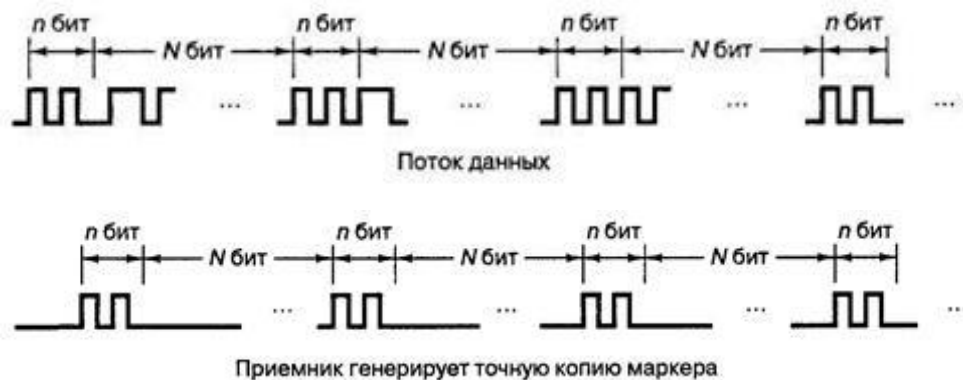 n бит n бит n бит n бит
N бит N бит N бит
... ... ... ...
Поток данных
n бит n бит n бит n бит
N бит N бит N бит
... ... ... ...
Приемник генерирует точную копию маркера